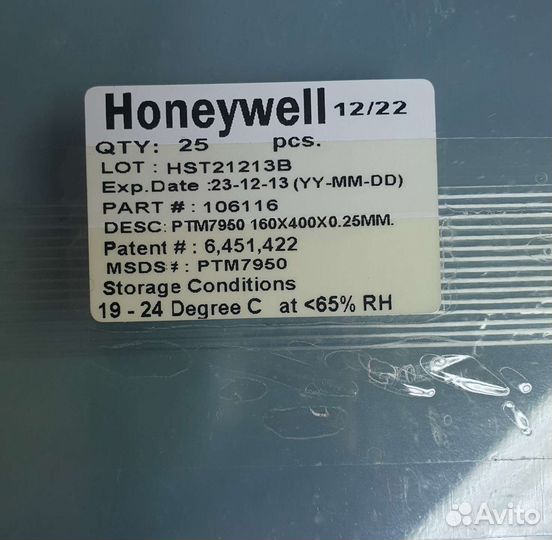 Honeywell 12/22
QTY: 25 pcs.
LOT : HST21213B
Exp.Date :23-12-13 (YY-MM-DD)
PART # : 106116
DESC: PTM7950 160X400X0.25MM.
Patent # : 6,451,422
MSDS # : PTM7950
Storage Conditions
19 - 24 Degree C at <65% RH
Avito